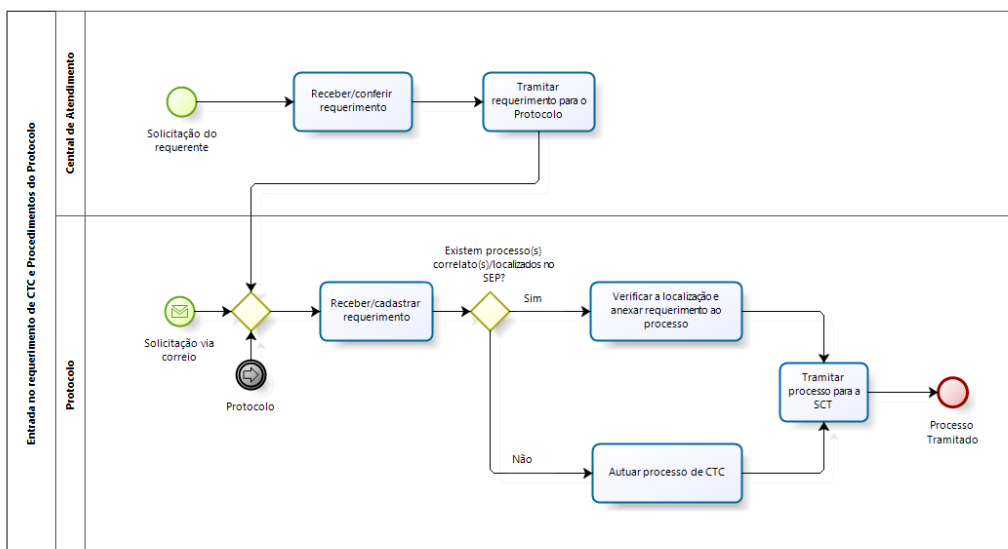 Entrada no requerimento de CTC e Procedimentos do Protocolo
Central de Atendimento
Solicitação do
requerente
Receber/conferir
requerimento
Tramitar
requerimento para o
Protocolo
Protocolo
Solicitação via
correio
Protocolo
Receber/cadastrar
requerimento
Existem processo(s)
correlato(s)/localizados no
SEP?
Sim
Verificar a localização e
anexar requerimento ao
processo
Não
Autuar processo de CTC
Tramitar
processo para a
SCT
Processo
Tramitado